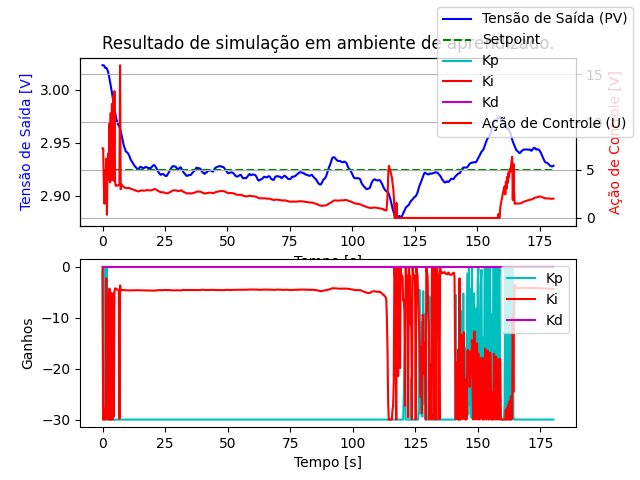 Resultado de simulação em ambiente de aprendizado.
Tensão de Saída (PV)
Setpoint
Kp
Ki
Kd
Ação de Controle (U)
Tensão de Saída [V]
3.00
2.95
2.90
15
5
0
Ação de Controle [V]
0
25
50
75
100
125
150
175
Tempo [s]
Ganhos
0
−10
−20
−30
Kp
Ki
Kd
0
25
50
75
100
125
150
175
Tempo [s]